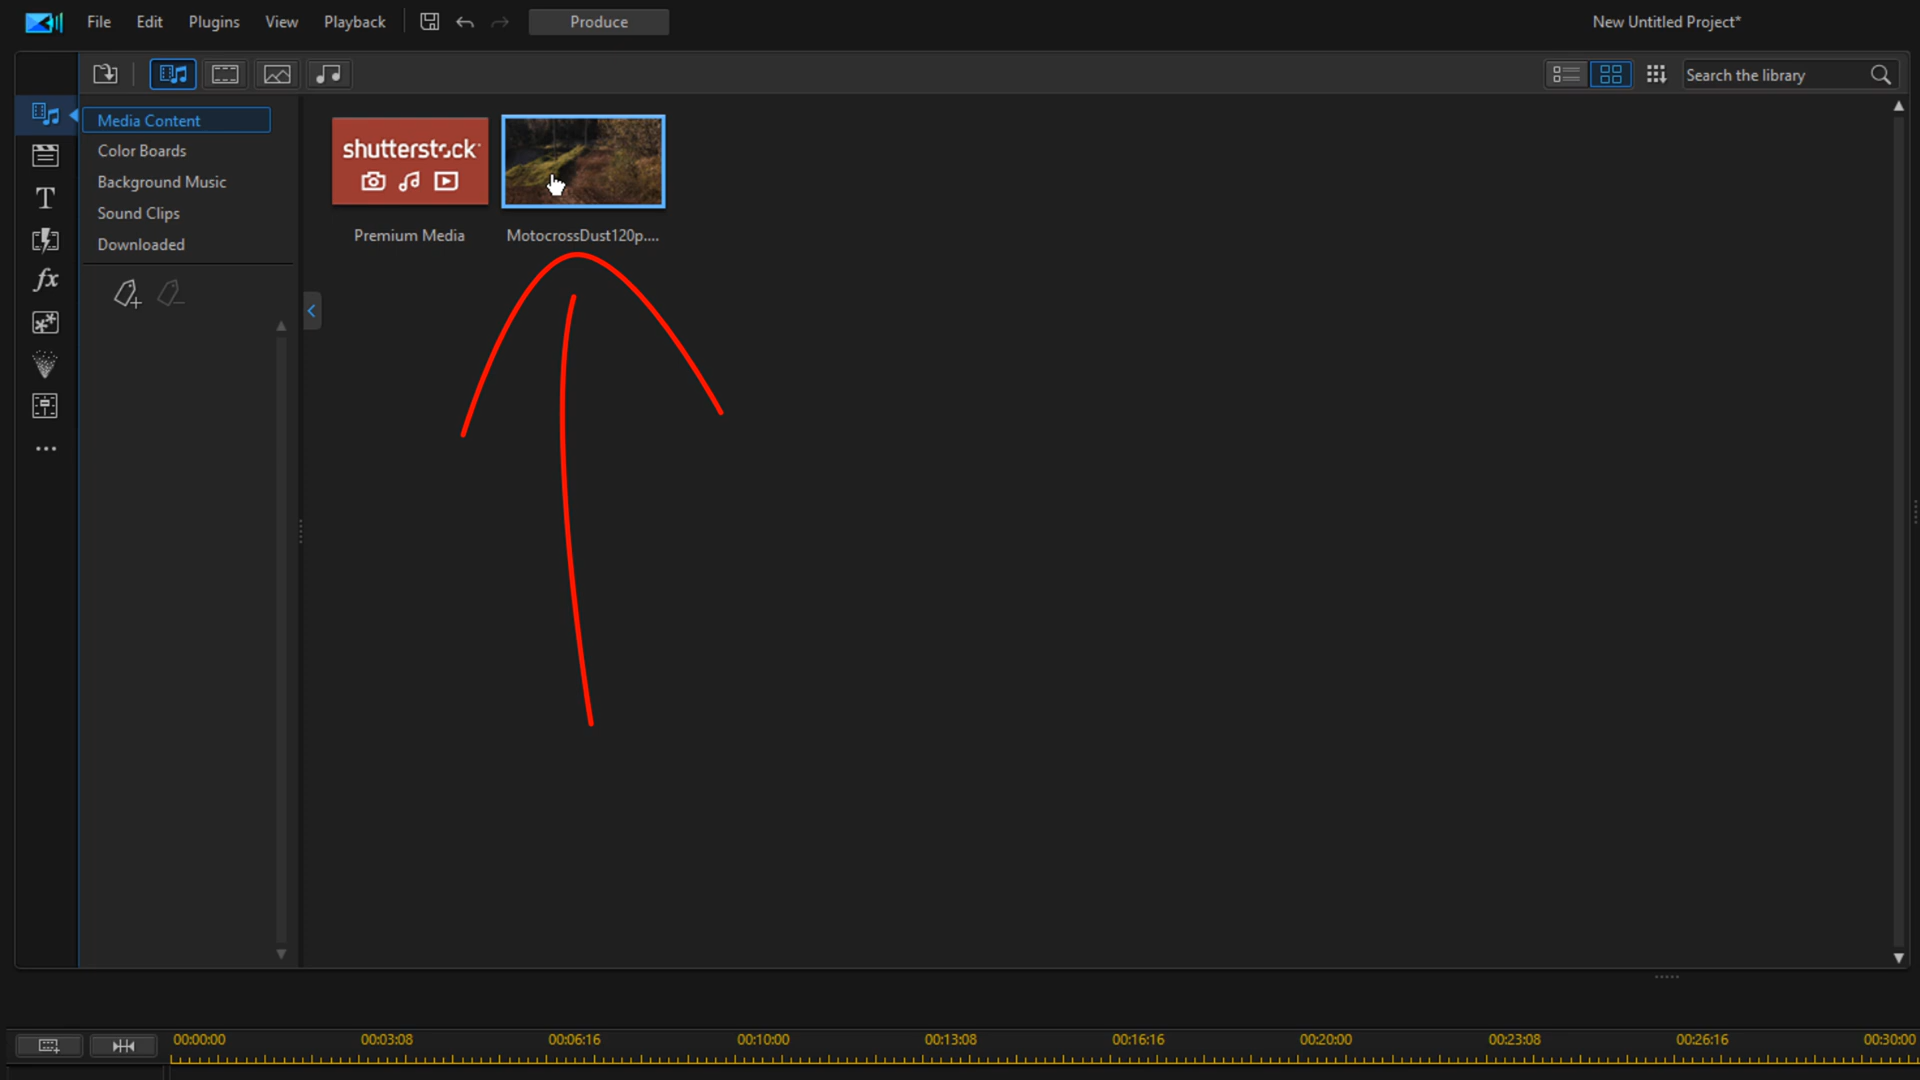 File Edit Plugins View Playback Produce New Untitled Project*
Search the library
Media Content
Color Boards
Background Music
Sound Clips
Downloaded
shutterstock
Premium Media
MotocrossDust120p....
T
fx
00:00:00 00:03:08 00:06:16 00:10:00 00:13:08 00:16:16 00:20:00 00:23:08 00:26:16 00:30:00